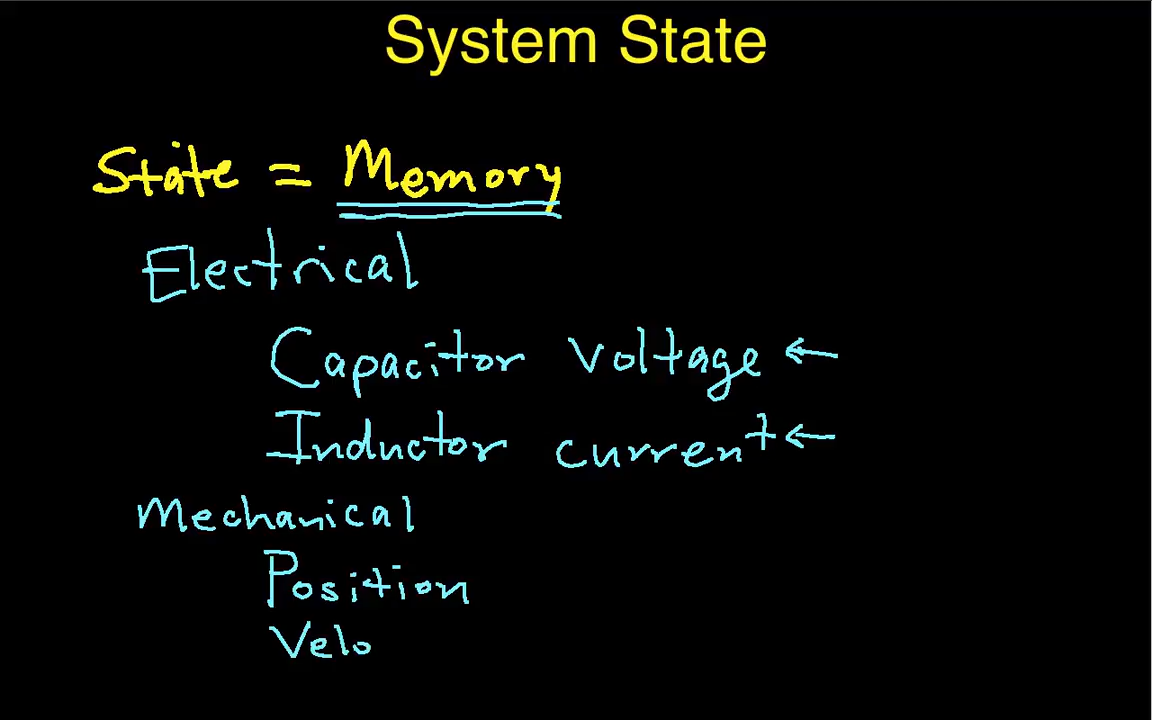 System State
State = Memory
Electrical
Capacitor voltage ←
Inductor current ←
Mechanical
Position
Velo